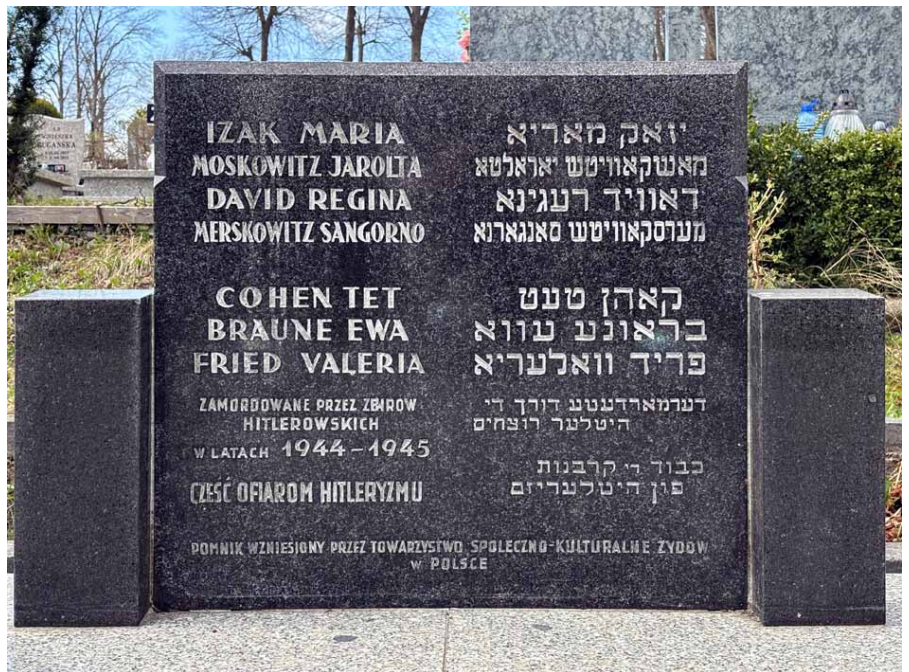 IZAK MARIA
MOSKOWITZ JAROLTA
DAVID REGINA
MERSKOWITZ SANGORNO
COHEN TET
BRAUNE EWA
FRIED VALERIA
ZAMORDOWANE PRZEZ ZBIRÓW
HITLEROWSKICH
W LATACH 1944-1945
CZEŚĆ OFIAROM HITLERYZMU
יזאק מאריא
מאשקאוויטש יאראלטא
דאוויד רעגינא
מערסקאוויטש סאנגארנא
קאהן טעט
בראונע עווא
פריד וואלעריא
דערמארדעטע דורך די
היטלער רוצחים
כבוד די קרבנות
פון היטלעריזם
POMNIK WZNIESIONY PRZEZ TOWARZYSTWO SPOŁECZNO-KULTURALNE ŻYDÓW
W POLSCE